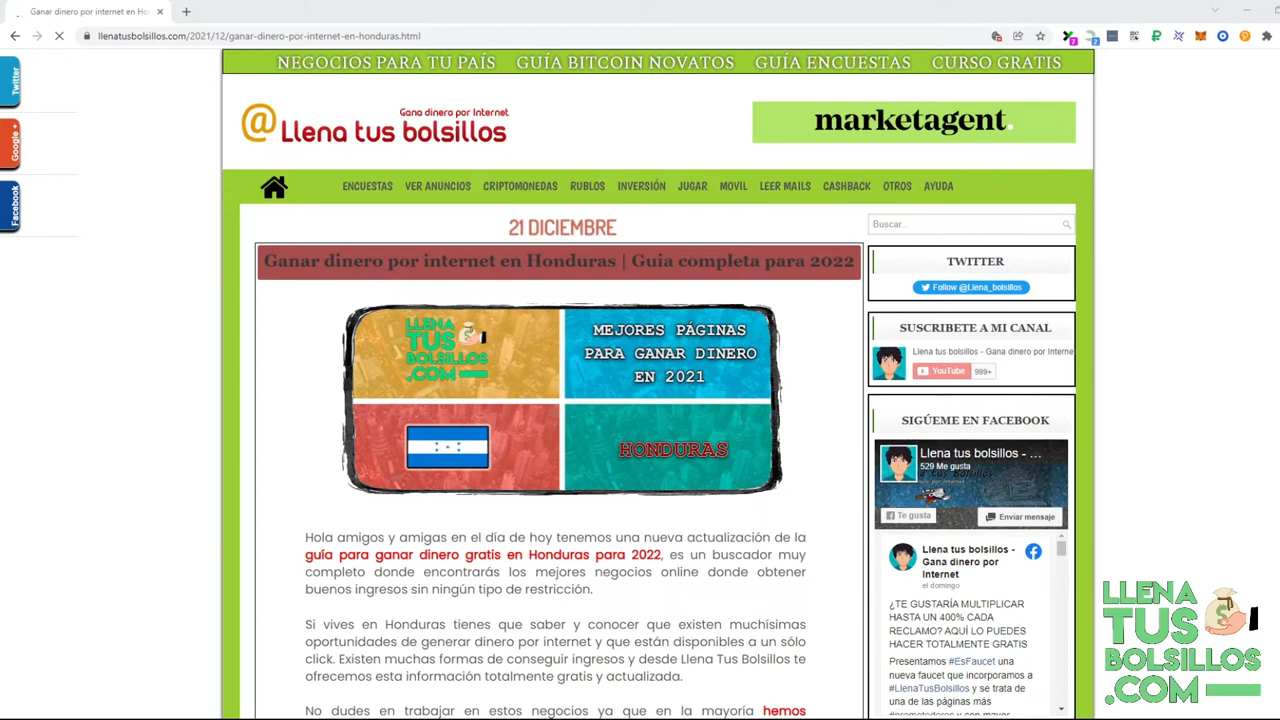 Ganar dinero por internet en Ho
llenatusbolsillos.com/2021/12/ganar-dinero-por-internet-en-honduras.html
7
2
Twitter
Google +
Facebook
NEGOCIOS PARA TU PAÍS GUÍA BITCOIN NOVATOS GUÍA ENCUESTAS CURSO GRATIS
Gana dinero por Internet
@Llena tus bolsillos
marketagent.
ENCUESTAS VER ANUNCIOS CRIPTOMONEDAS RUBLOS INVERSIÓN JUGAR MOVIL LEER MAILS CASHBACK OTROS AYUDA
21 DICIEMBRE
Ganar dinero por internet en Honduras | Guia completa para 2022
LLENA
TUS
BOLSILLOS
.COM
MEJORES PÁGINAS
PARA GANAR DINERO
EN 2021
HONDURAS
Hola amigos y amigas en el día de hoy tenemos una nueva actualización de la
guía para ganar dinero gratis en Honduras para 2022, es un buscador muy
completo donde encontrarás los mejores negocios online donde obtener
buenos ingresos sin ningún tipo de restricción.
Si vives en Honduras tienes que saber y conocer que existen muchísimas
oportunidades de generar dinero por internet y que están disponibles a un sólo
click. Existen muchas formas de conseguir ingresos y desde Llena Tus Bolsillos te
ofrecemos esta información totalmente gratis y actualizada.
No dudes en trabajar en estos negocios ya que en la mayoría hemos
Buscar...
TWITTER
Follow @Llena_bolsillos
SUSCRIBETE A MI CANAL
Llena tus bolsillos - Gana dinero por Interne
YouTube 999+
SIGÚEME EN FACEBOOK
Llena tus bolsillos - ...
529 Me gusta
Te gusta
Enviar mensaje
Llena tus bolsillos -
Gana dinero por
Internet
el domingo
¿TE GUSTARÍA MULTIPLICAR
HASTA UN 400% CADA
RECLAMO? AQUÍ LO PUEDES
HACER TOTALMENTE GRATIS
Presentamos #EsFaucet una
nueva faucet que incorporamos a
#LlenaTusBolsillos y se trata de
una de las páginas más
LLENA
TUS
BOLSILLOS
.COM